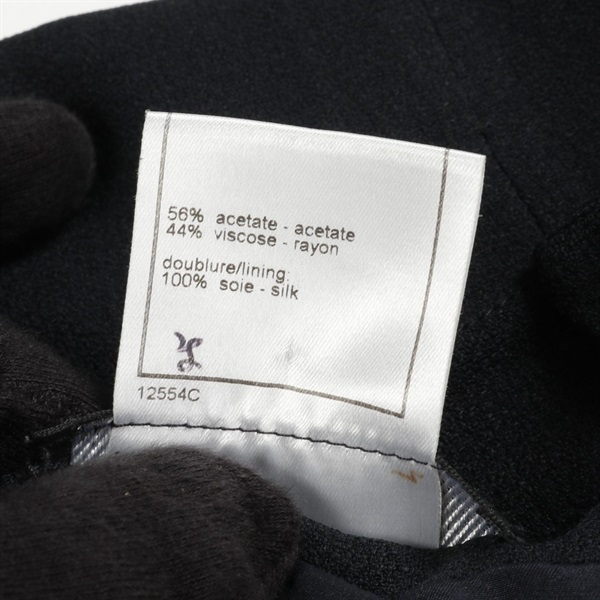 56% acetate - acetate
44% viscose - rayon
doublure/lining:
100% soie - silk
12554C